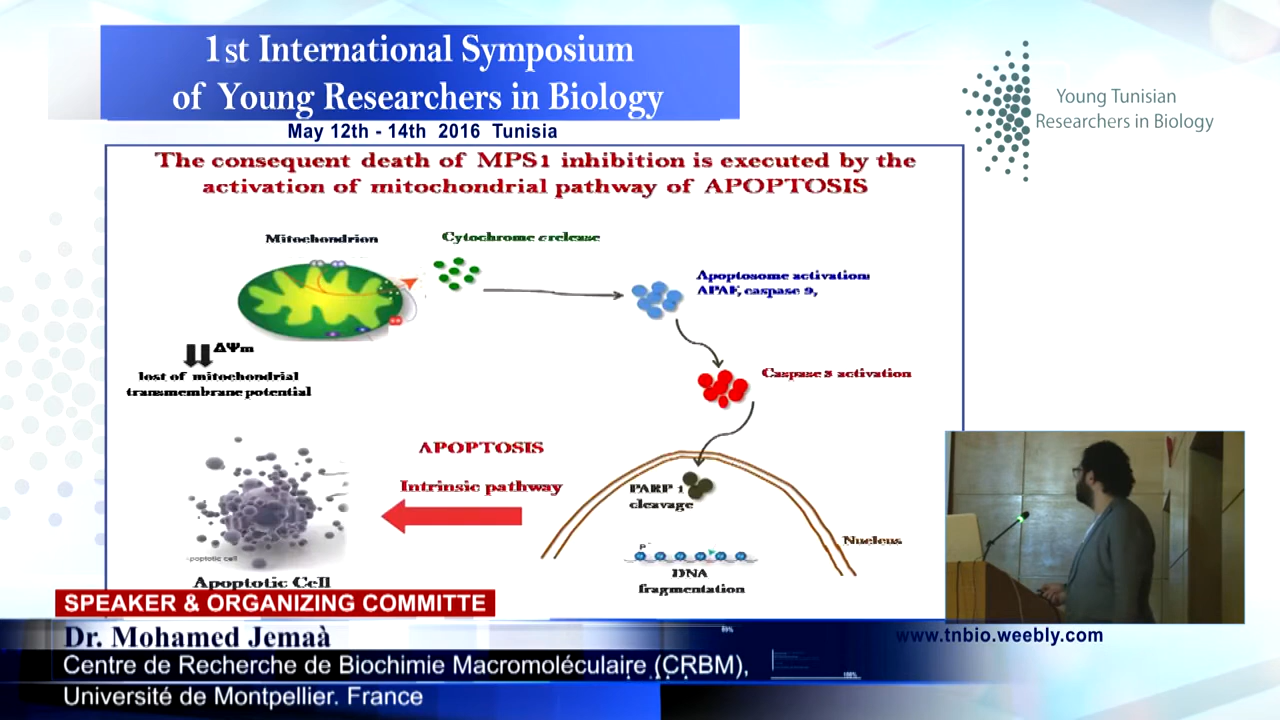 1st International Symposium
of Young Researchers in Biology
May 12th - 14th 2016 Tunisia
Young Tunisian
Researchers in Biology
The consequent death of MPS1 inhibition is executed by the
activation of mitochondrial pathway of APOPTOSIS
Mitochondrion
Cytochrome c release
Apoptosome activation:
APAF, caspase 9,
ΔΨm
lost of mitochondrial
transmembrane potential
Caspase 3 activation
APOPTOSIS
Intrinsic pathway
PARP 1
cleavage
Nucleus
DNA
fragmentation
poptotic cell
Apoptotic Cell
SPEAKER & ORGANIZING COMMITTE
Dr. Mohamed Jemaà
www.tnbio.weebly.com
Centre de Recherche de Biochimie Macromoléculaire (CRBM),
Université de Montpellier. France